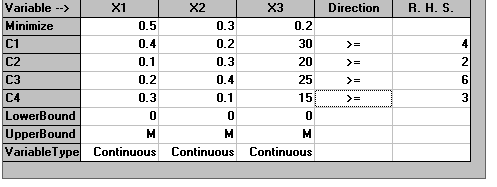 Variable --> X1 X2 X3 Direction R. H. S.
Minimize 0.5 0.3 0.2
C1 0.4 0.2 30 >= 4
C2 0.1 0.3 20 >= 2
C3 0.2 0.4 25 >= 6
C4 0.3 0.1 15 >= 3
LowerBound 0 0 0
UpperBound M M M
VariableType Continuous Continuous Continuous